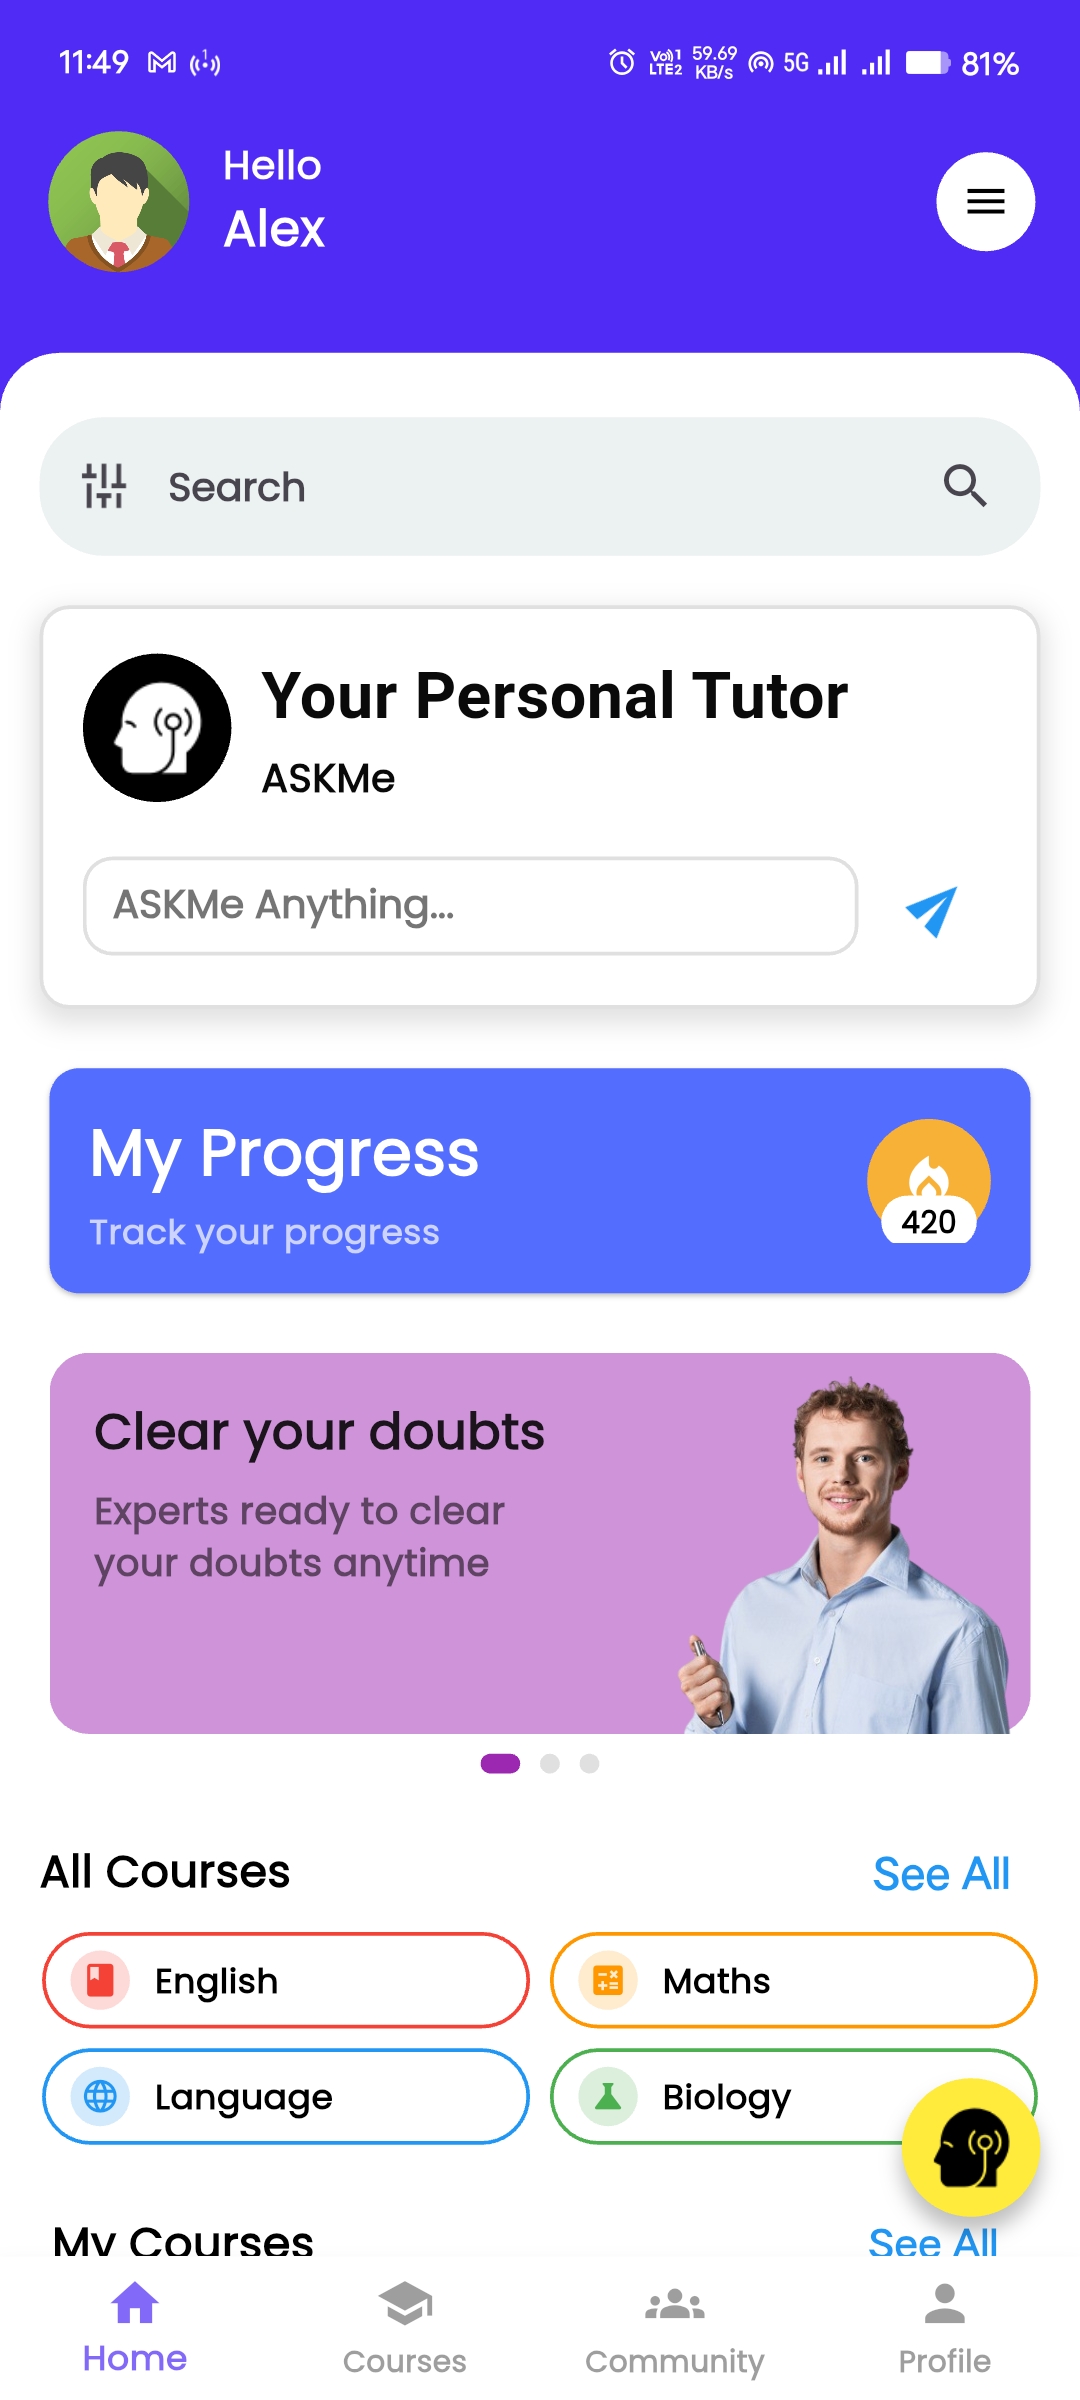 11:49
1
Vo)) 1
LTE2
59.69
KB/s
5G
81%
Hello
Alex
Search
Your Personal Tutor
ASKMe
ASKMe Anything...
My Progress
Track your progress
420
Clear your doubts
Experts ready to clear
your doubts anytime
All Courses
See All
English
Maths
Language
Biology
My Courses
See All
Home
Courses
Community
Profile